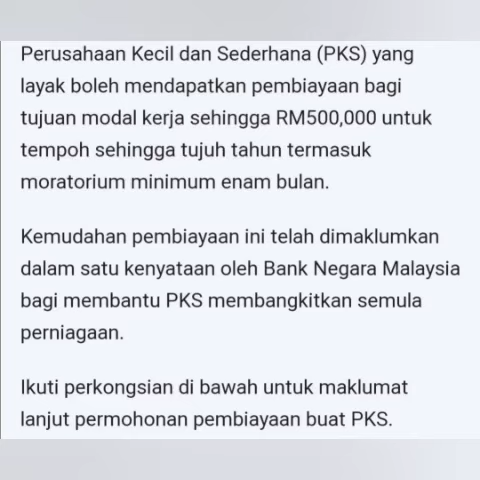 Perusahaan Kecil dan Sederhana (PKS) yang
layak boleh mendapatkan pembiayaan bagi
tujuan modal kerja sehingga RM500,000 untuk
tempoh sehingga tujuh tahun termasuk
moratorium minimum enam bulan.
Kemudahan pembiayaan ini telah dimaklumkan
dalam satu kenyataan oleh Bank Negara Malaysia
bagi membantu PKS membangkitkan semula
perniagaan.
Ikuti perkongsian di bawah untuk maklumat
lanjut permohonan pembiayaan buat PKS.